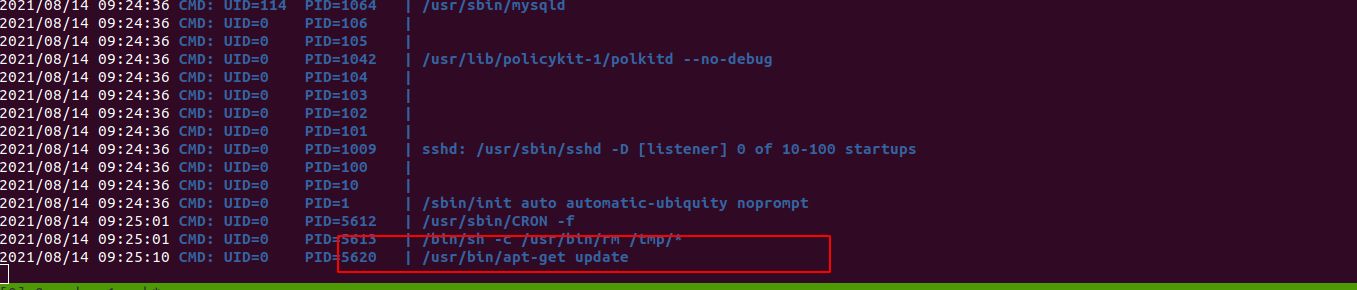 2021/08/14 09:24:36 CMD: UID=114 PID=1064 | /usr/sbin/mysqld
2021/08/14 09:24:36 CMD: UID=0 PID=106 |
2021/08/14 09:24:36 CMD: UID=0 PID=105 |
2021/08/14 09:24:36 CMD: UID=0 PID=1042 | /usr/lib/policykit-1/polkitd --no-debug
2021/08/14 09:24:36 CMD: UID=0 PID=104 |
2021/08/14 09:24:36 CMD: UID=0 PID=103 |
2021/08/14 09:24:36 CMD: UID=0 PID=102 |
2021/08/14 09:24:36 CMD: UID=0 PID=101 |
2021/08/14 09:24:36 CMD: UID=0 PID=1009 | sshd: /usr/sbin/sshd -D [listener] 0 of 10-100 startups
2021/08/14 09:24:36 CMD: UID=0 PID=100 |
2021/08/14 09:24:36 CMD: UID=0 PID=10 |
2021/08/14 09:24:36 CMD: UID=0 PID=1 | /sbin/init auto automatic-ubiquity noprompt
2021/08/14 09:25:01 CMD: UID=0 PID=5612 | /usr/sbin/CRON -f
2021/08/14 09:25:01 CMD: UID=0 PID=5613 | /bin/sh -c /usr/bin/rm /tmp/*
2021/08/14 09:25:10 CMD: UID=0 PID=5620 | /usr/bin/apt-get update